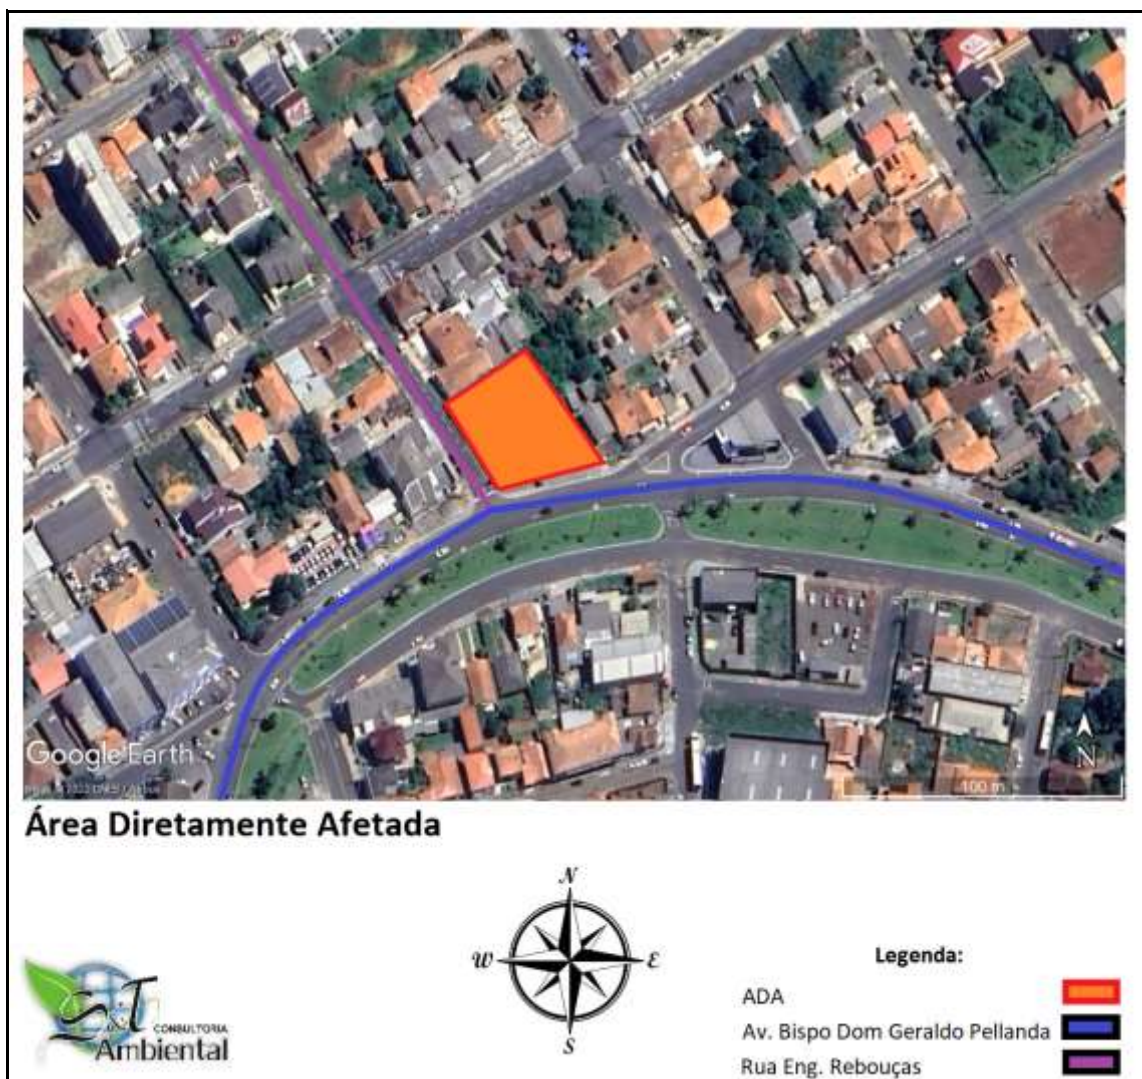 Google Earth
100 m
N
Área Diretamente Afetada
N
W
E
S
Legenda:
ADA
Av. Bispo Dom Geraldo Pellanda
Rua Eng. Rebouças
CONSULTORIA
Ambiental